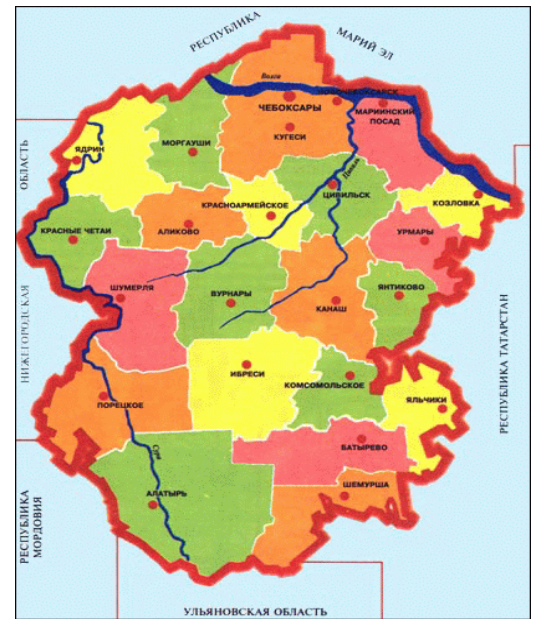 РЕСПУБЛИКА
МАРИЙ ЭЛ
Волга
НОВОЧЕБОКСАРСК
ЧЕБОКСАРЫ
МАРИИНСКИЙ
ПОСАД
КУГЕСИ
ЯДРИН
МОРГАУШИ
Цивиль
ОБЛАСТЬ
ЦИВИЛЬСК
КОЗЛОВКА
КРАСНОАРМЕЙСКОЕ
КРАСНЫЕ ЧЕТАИ
АЛИКОВО
УРМАРЫ
ШУМЕРЛЯ
ВУРНАРЫ
КАНАШ
ЯНТИКОВО
НИЖЕГОРОДСКАЯ
РЕСПУБЛИКА ТАТАРСТАН
ИБРЕСИ
КОМСОМОЛЬСКОЕ
ПОРЕЦКОЕ
ЯЛЬЧИКИ
БАТЫРЕВО
Сура
ШЕМУРША
АЛАТЫРЬ
РЕСПУБЛИКА
МОРДОВИЯ
УЛЬЯНОВСКАЯ ОБЛАСТЬ